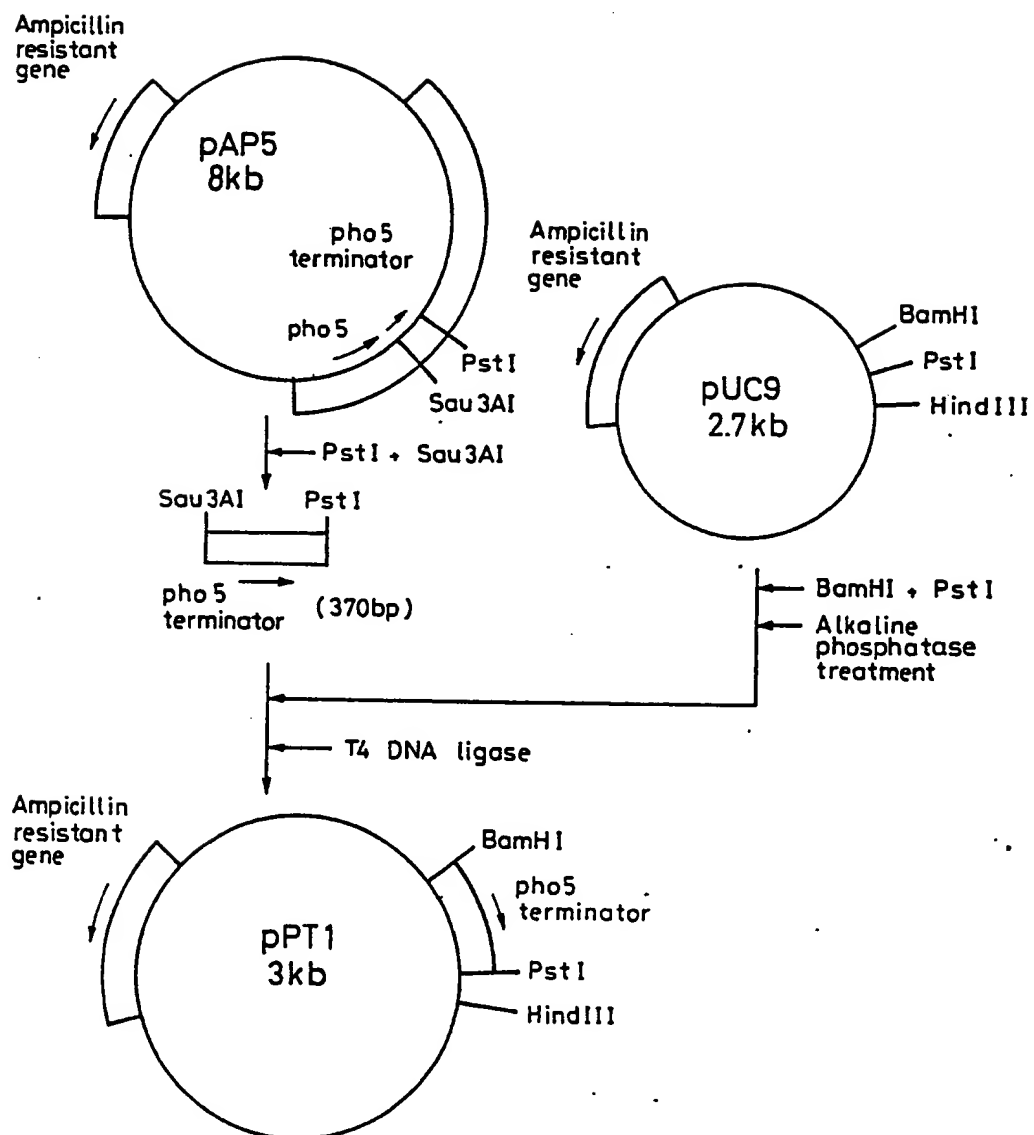 Ampicillin
resistant
gene
pAP5
8kb
pho5
terminator
pho5
PstI
Sau3AI
Ampicillin
resistant
gene
BamHI
PstI
HindIII
pUC9
2.7kb
PstI + Sau3AI
Sau3AI
PstI
pho5
terminator
(370bp)
BamHI + PstI
Alkaline
phosphatase
treatment
T4 DNA ligase
Ampicillin
resistant
gene
BamHI
pho5
terminator
pPT1
3kb
PstI
HindIII